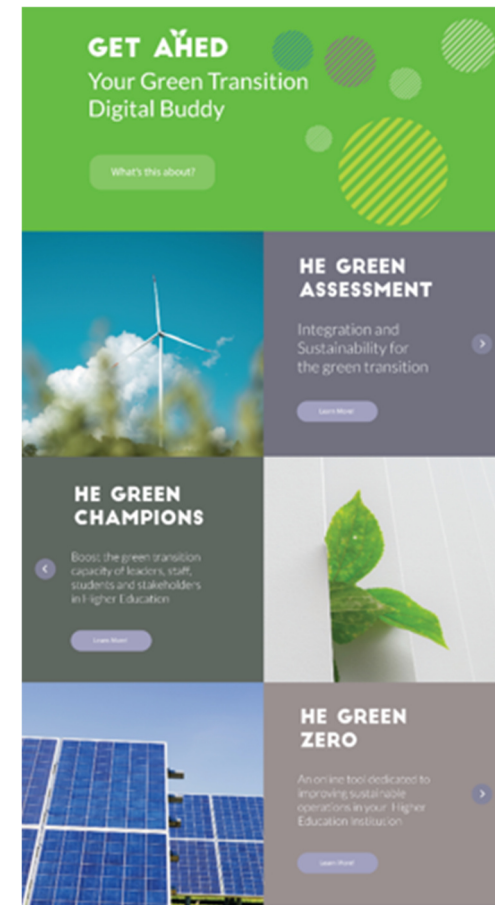 GET AHED
Your Green Transition
Digital Buddy
What's this about?
HE GREEN
ASSESSMENT
Integration and
Sustainability for
the green transition
Learn More!
HE GREEN
CHAMPIONS
Boost the green transition
capacity of leaders, staff,
students and stakeholders
in Higher Education
Learn More!
HE GREEN
ZERO
An online tool dedicated to
improving sustainable
operations in your Higher
Education Institution
Learn More!